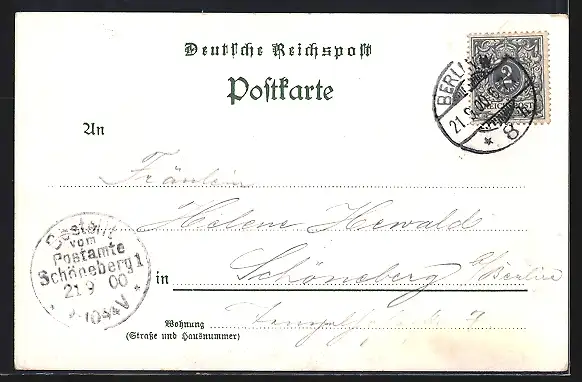 Deutsche Reichspost
Postkarte
2
REICHSPOST
BERLIN
21.9.00
* 8
An
Fräulein
Helene Hewald
in Schöneberg a/Berlin
Wohnung
(Straße und Hausnummer)
Bestellt
vom
Postamte
Schöneberg 1
21 9 00